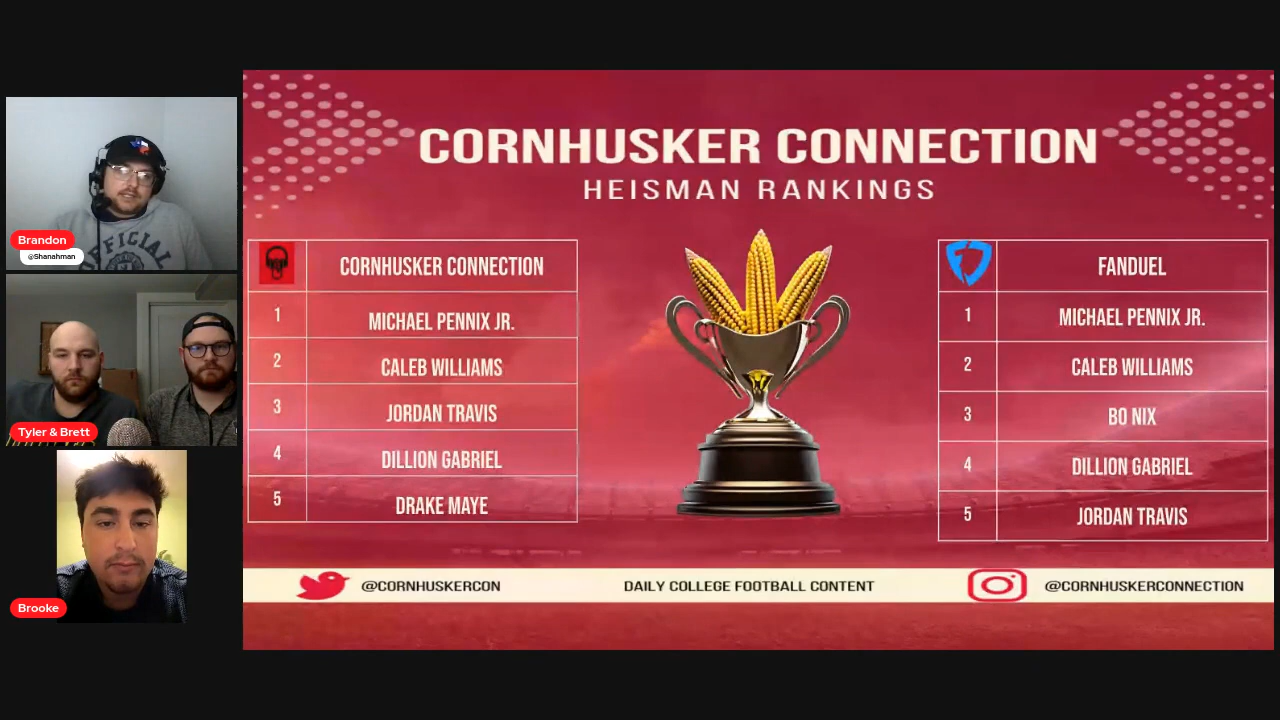 CORNHUSKER CONNECTION
HEISMAN RANKINGS
CORNHUSKER CONNECTION
1 MICHAEL PENNIX JR.
2 CALEB WILLIAMS
3 JORDAN TRAVIS
4 DILLION GABRIEL
5 DRAKE MAYE
FANDUEL
1 MICHAEL PENNIX JR.
2 CALEB WILLIAMS
3 BO NIX
4 DILLION GABRIEL
5 JORDAN TRAVIS
@CORNHUSKERCON
DAILY COLLEGE FOOTBALL CONTENT
@CORNHUSKERCONNECTION
OFFICIAL
Brandon
@Shanahman
Tyler & Brett
Brooke